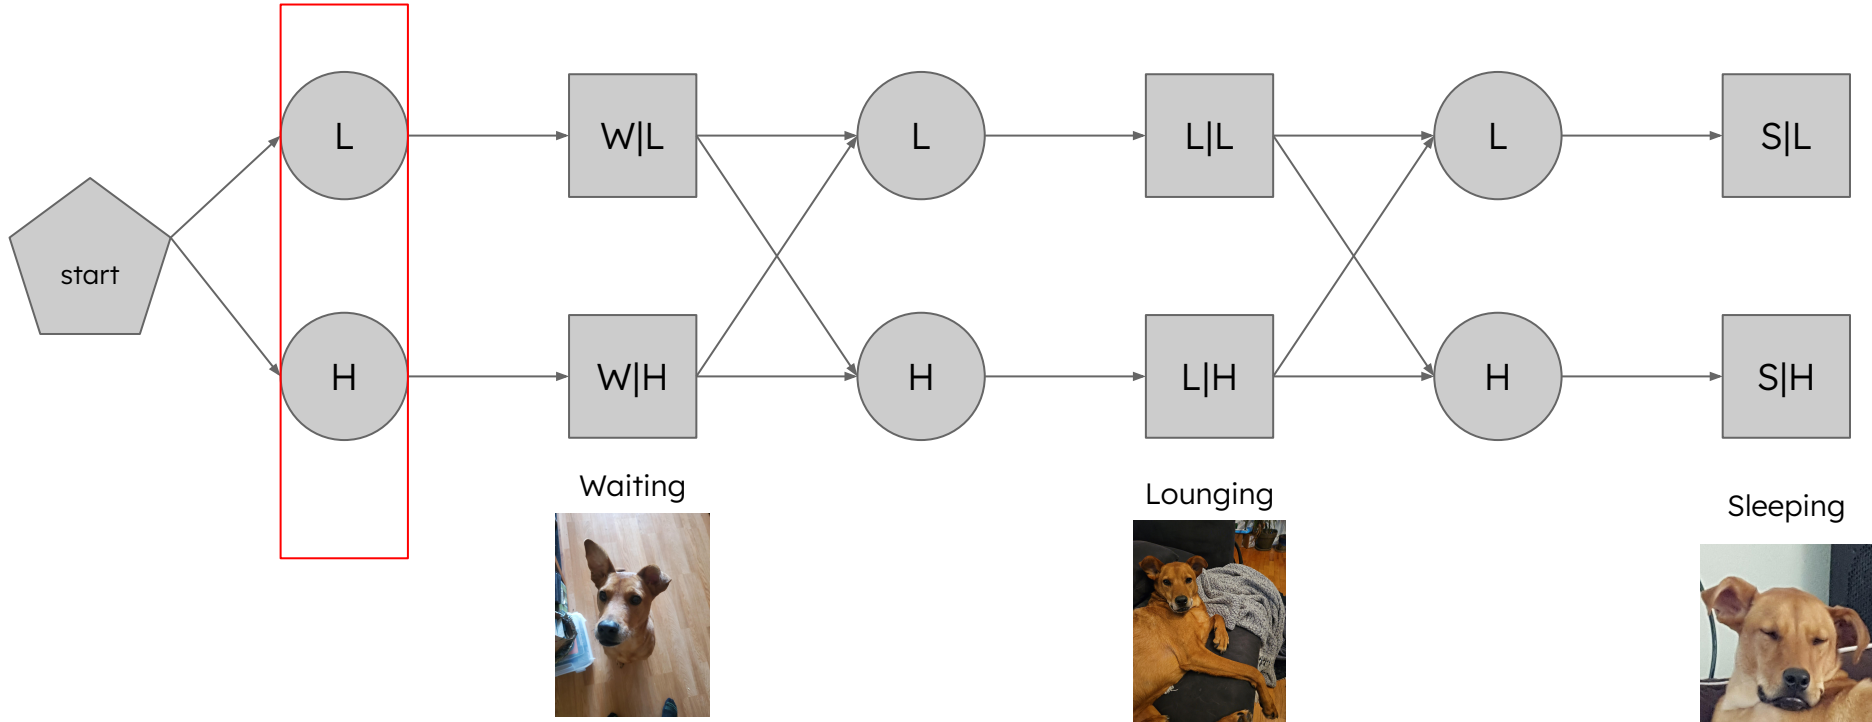 L
W|L
L
L|L
L
S|L
start
H
W|H
H
L|H
H
S|H
Waiting
Lounging
Sleeping